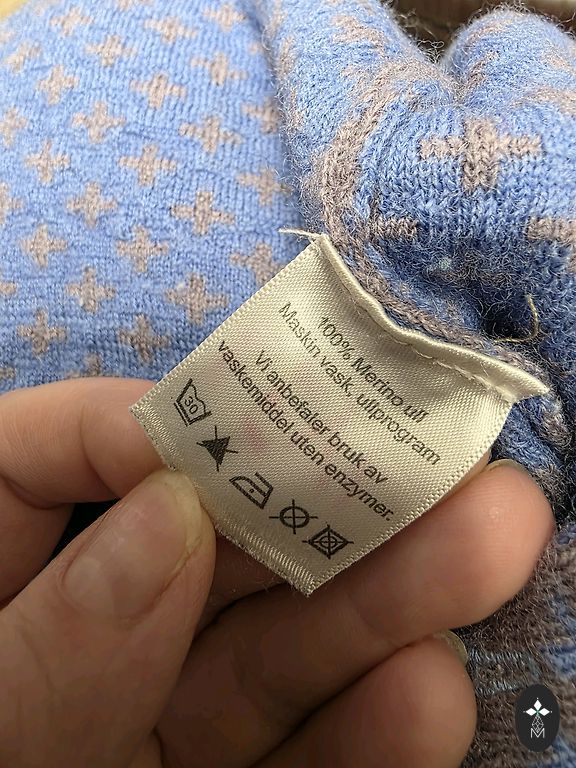 100% Merino ull
Maskin vask, ullprogram
Vi anbefaler bruk av
vaskemiddel uten enzymer.
30